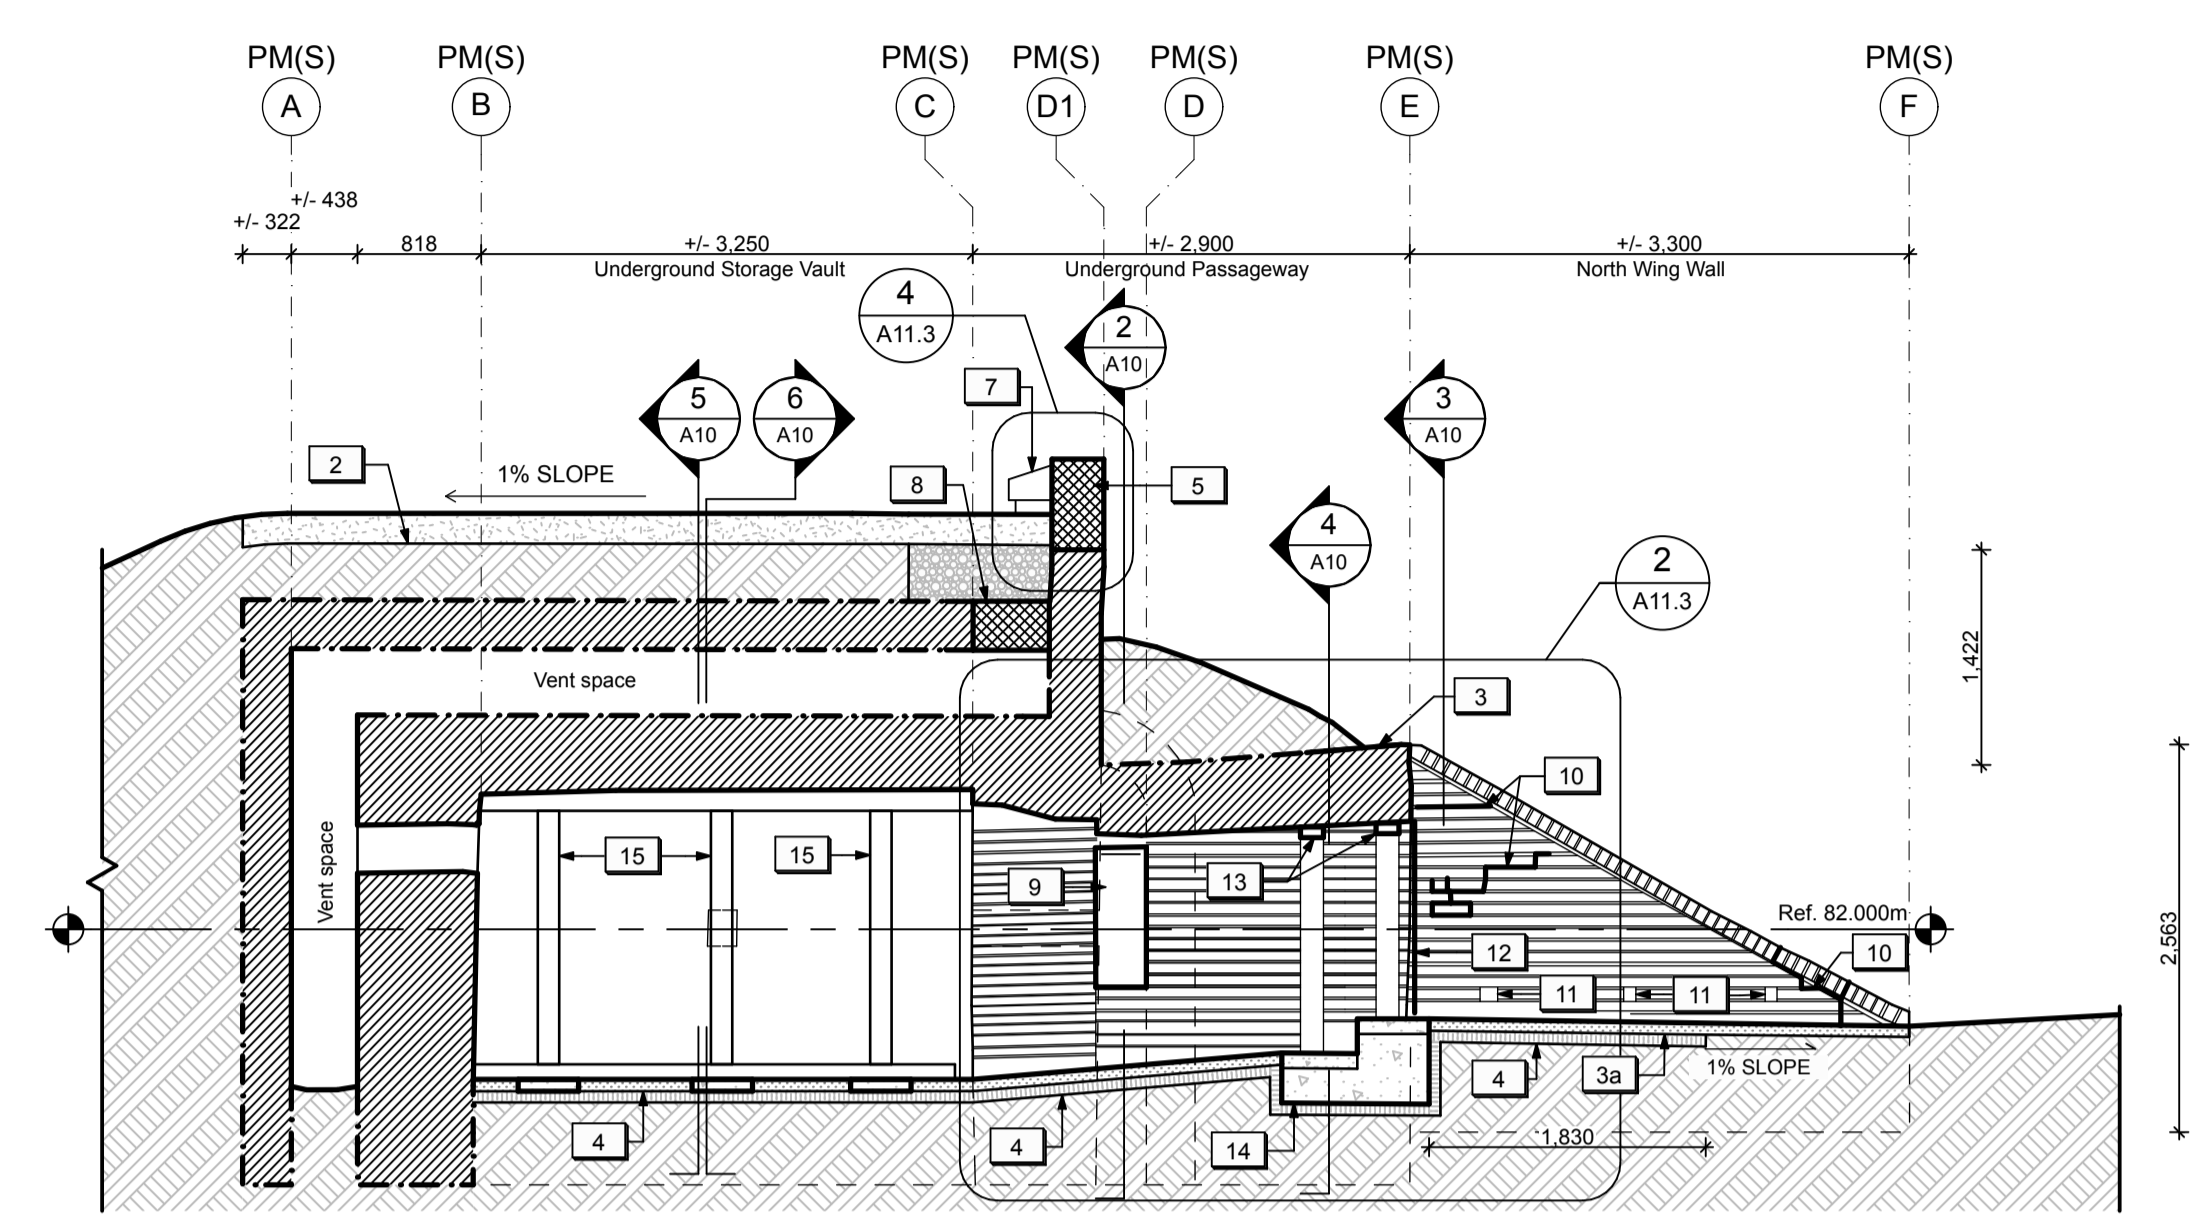 PM(S) PM(S) PM(S) PM(S) PM(S) PM(S) PM(S)
A B C D1 D E F
+/- 438
+/- 322
818 +/- 3,250 +/- 2,900 +/- 3,300
Underground Storage Vault Underground Passageway North Wing Wall
4
A11.3
2
A10
7
5
A10
6
A10
3
A10
2
1% SLOPE
8
5
4
A10
2
A11.3
1,422
Vent space
3
10
15
15
9
13
Vent space
Ref. 82.000m
12
10
2,563
11
11
4
3a
1% SLOPE
4
4
14
1,830